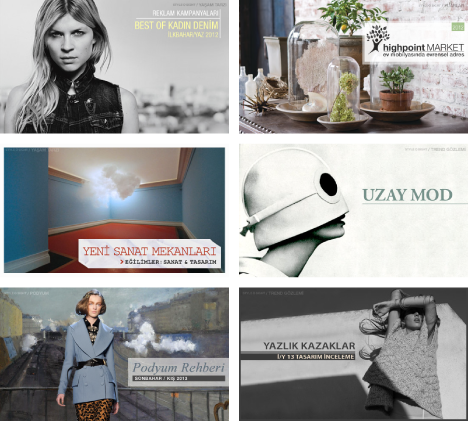 REKLAM KAMPANYALARI
BEST OF KADIN DENİM
İLKBAHAR/YAZ 2013
highpoint MARKET
ev mobilyasında evrensel adres
YENİ SANAT MEKANLARI
EĞİLİMLER: SANAT & TASARIM
UZAY MOD
Podyum Rehberi
SONBAHAR / KIŞ 2013
YAZLIK KAZAKLAR
İ/Y 13 TASARIM İNCELEME